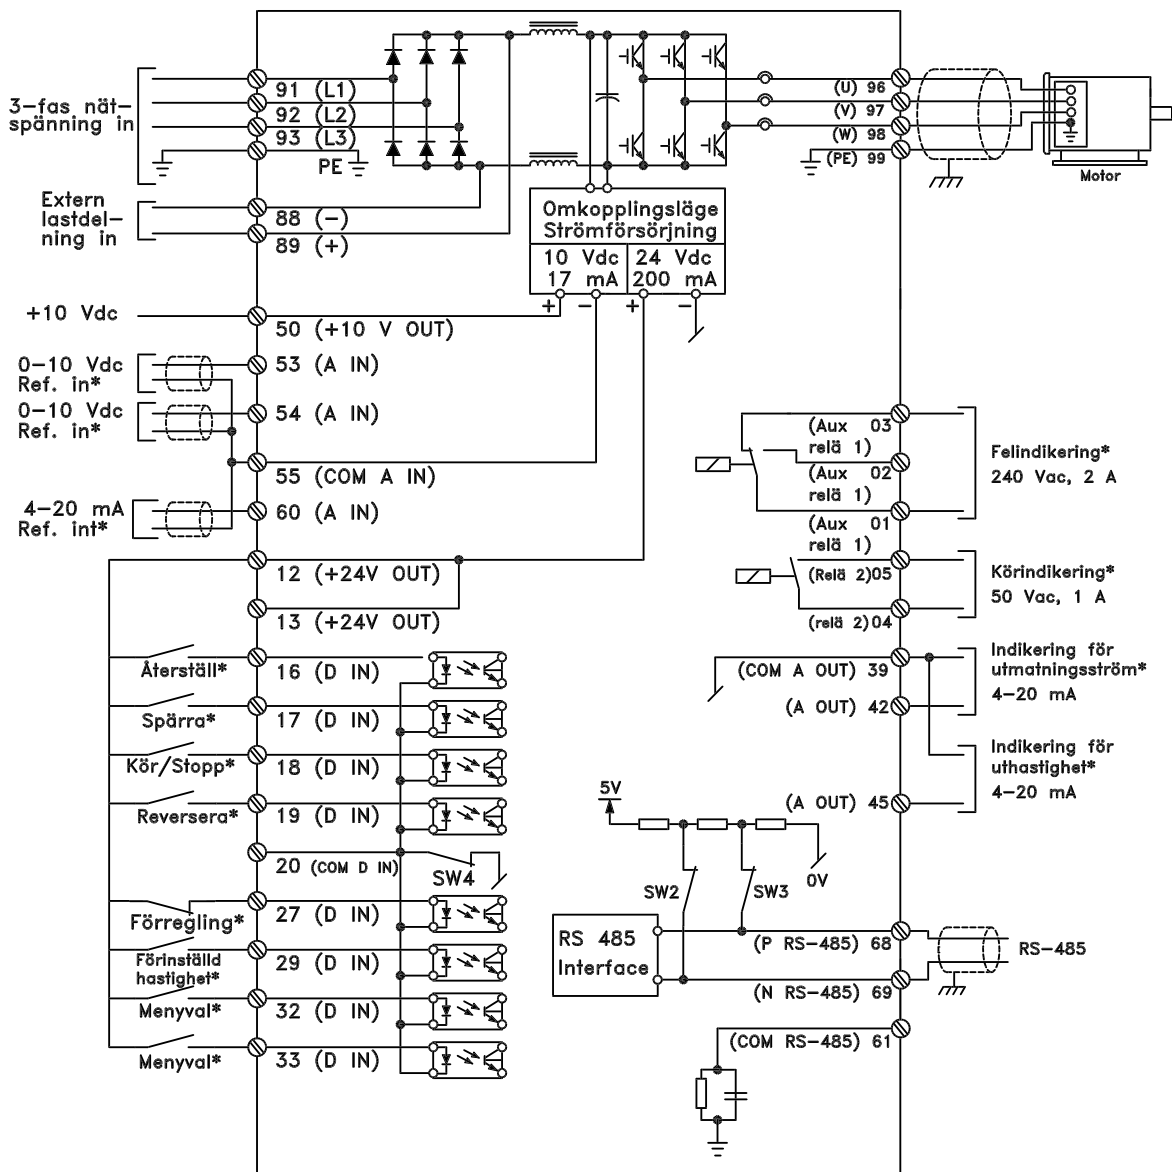 3-fas nät-
spänning in
91 (L1)
92 (L2)
93 (L3)
PE
Extern
lastdel-
ning in
88 (-)
89 (+)
Omkopplingsläge
Strömförsörjning
10 Vdc
17 mA
24 Vdc
200 mA
+ - + -
(U) 96
(V) 97
(W) 98
(PE) 99
Motor
+10 Vdc
50 (+10 V OUT)
0-10 Vdc
Ref. in*
53 (A IN)
0-10 Vdc
Ref. in*
54 (A IN)
55 (COM A IN)
4-20 mA
Ref. int*
60 (A IN)
12 (+24V OUT)
13 (+24V OUT)
Återställ*
16 (D IN)
Spärra*
17 (D IN)
Kör/Stopp*
18 (D IN)
Reversera*
19 (D IN)
20 (COM D IN)
SW4
Förregling*
27 (D IN)
Förinställd
hastighet*
29 (D IN)
Menyval*
32 (D IN)
Menyval*
33 (D IN)
(Aux 03
relä 1)
(Aux 02
relä 1)
(Aux 01
relä 1)
Felindikering*
240 Vac, 2 A
(Relä 2)05
(relä 2)04
Körindikering*
50 Vac, 1 A
(COM A OUT) 39
(A OUT) 42
Indikering för
utmatningsström*
4-20 mA
(A OUT) 45
Indikering för
uthastighet*
4-20 mA
5V
0V
SW2
SW3
RS 485
Interface
(P RS-485) 68
(N RS-485) 69
RS-485
(COM RS-485) 61